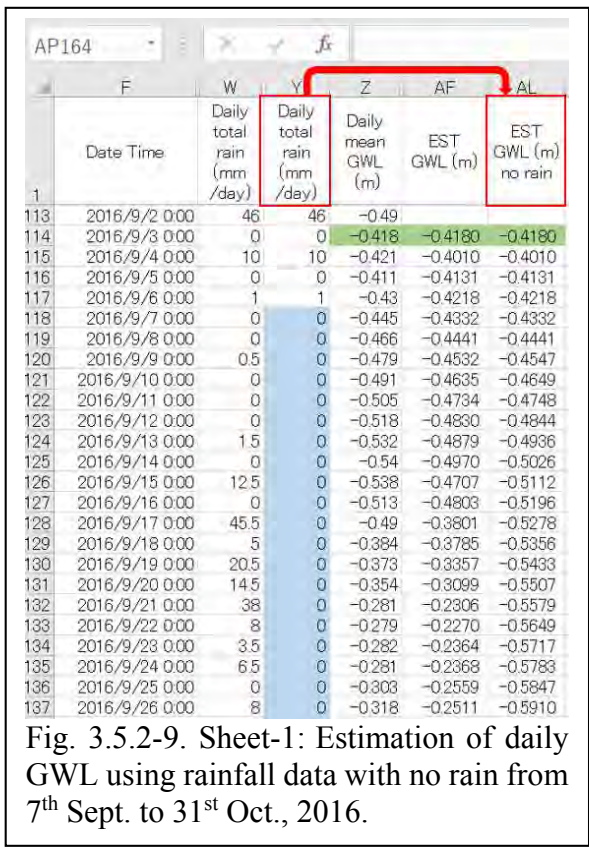 AP164 fx
F W Y Z AF AL
1 Date Time Daily total rain (mm /day) Daily total rain (mm /day) Daily mean GWL (m) EST GWL (m) EST GWL (m) no rain
113 2016/9/2 0:00 46 46 -0.49
114 2016/9/3 0:00 0 0 -0.418 -0.4180 -0.4180
115 2016/9/4 0:00 10 10 -0.421 -0.4010 -0.4010
116 2016/9/5 0:00 0 0 -0.411 -0.4131 -0.4131
117 2016/9/6 0:00 1 1 -0.43 -0.4218 -0.4218
118 2016/9/7 0:00 0 0 -0.445 -0.4332 -0.4332
119 2016/9/8 0:00 0 0 -0.466 -0.4441 -0.4441
120 2016/9/9 0:00 0.5 0 -0.479 -0.4532 -0.4547
121 2016/9/10 0:00 0 0 -0.491 -0.4635 -0.4649
122 2016/9/11 0:00 0 0 -0.505 -0.4734 -0.4748
123 2016/9/12 0:00 0 0 -0.518 -0.4830 -0.4844
124 2016/9/13 0:00 1.5 0 -0.532 -0.4879 -0.4936
125 2016/9/14 0:00 0 0 -0.54 -0.4970 -0.5026
126 2016/9/15 0:00 12.5 0 -0.538 -0.4707 -0.5112
127 2016/9/16 0:00 0 0 -0.513 -0.4803 -0.5196
128 2016/9/17 0:00 45.5 0 -0.49 -0.3801 -0.5278
129 2016/9/18 0:00 5 0 -0.384 -0.3785 -0.5356
130 2016/9/19 0:00 20.5 0 -0.373 -0.3357 -0.5433
131 2016/9/20 0:00 14.5 0 -0.354 -0.3099 -0.5507
132 2016/9/21 0:00 38 0 -0.281 -0.2306 -0.5579
133 2016/9/22 0:00 8 0 -0.279 -0.2270 -0.5649
134 2016/9/23 0:00 3.5 0 -0.282 -0.2364 -0.5717
135 2016/9/24 0:00 6.5 0 -0.281 -0.2368 -0.5783
136 2016/9/25 0:00 0 0 -0.303 -0.2559 -0.5847
137 2016/9/26 0:00 8 0 -0.318 -0.2511 -0.5910
Fig. 3.5.2-9. Sheet-1: Estimation of daily
GWL using rainfall data with no rain from
7th Sept. to 31st Oct., 2016.